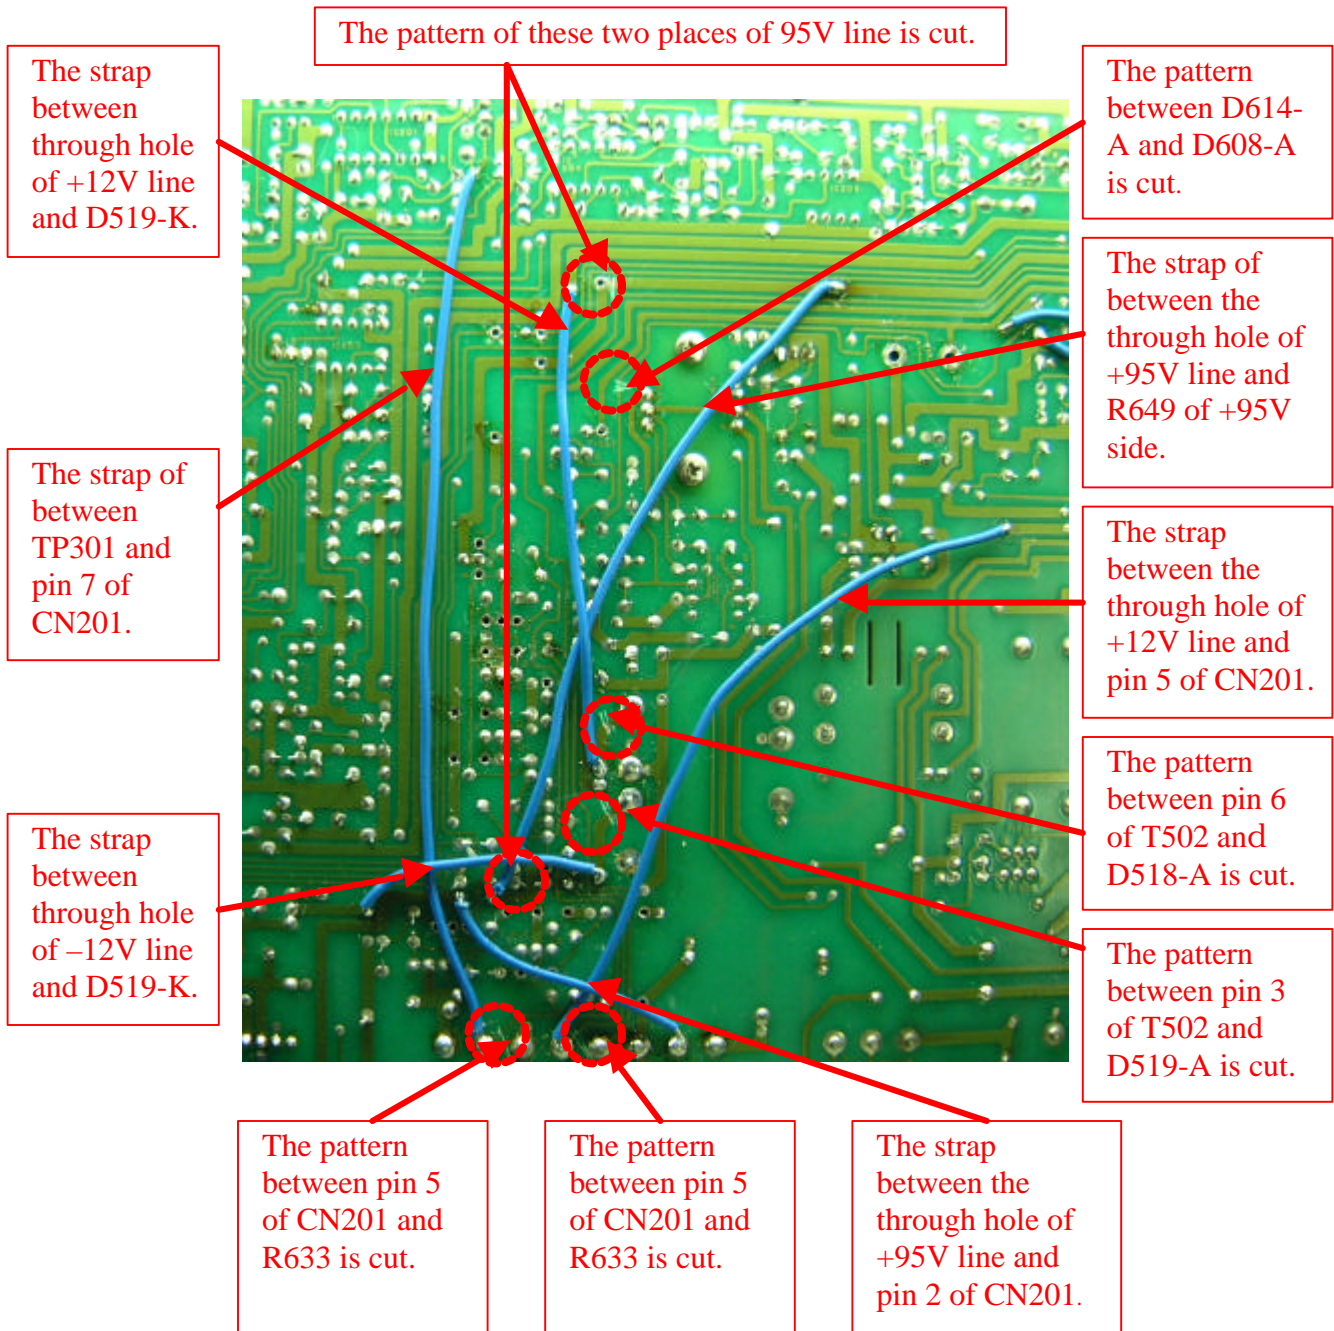 The pattern of these two places of 95V line is cut.
The strap
between
through hole
of +12V line
and D519-K.
The pattern
between D614-
A and D608-A
is cut.
The strap of
between the
through hole of
+95V line and
R649 of +95V
side.
The strap of
between
TP301 and
pin 7 of
CN201.
The strap
between the
through hole of
+12V line and
pin 5 of CN201.
The pattern
between pin 6
of T502 and
D518-A is cut.
The strap
between
through hole
of –12V line
and D519-K.
The pattern
between pin 3
of T502 and
D519-A is cut.
The pattern
between pin 5
of CN201 and
R633 is cut.
The pattern
between pin 5
of CN201 and
R633 is cut.
The strap
between the
through hole of
+95V line and
pin 2 of CN201.